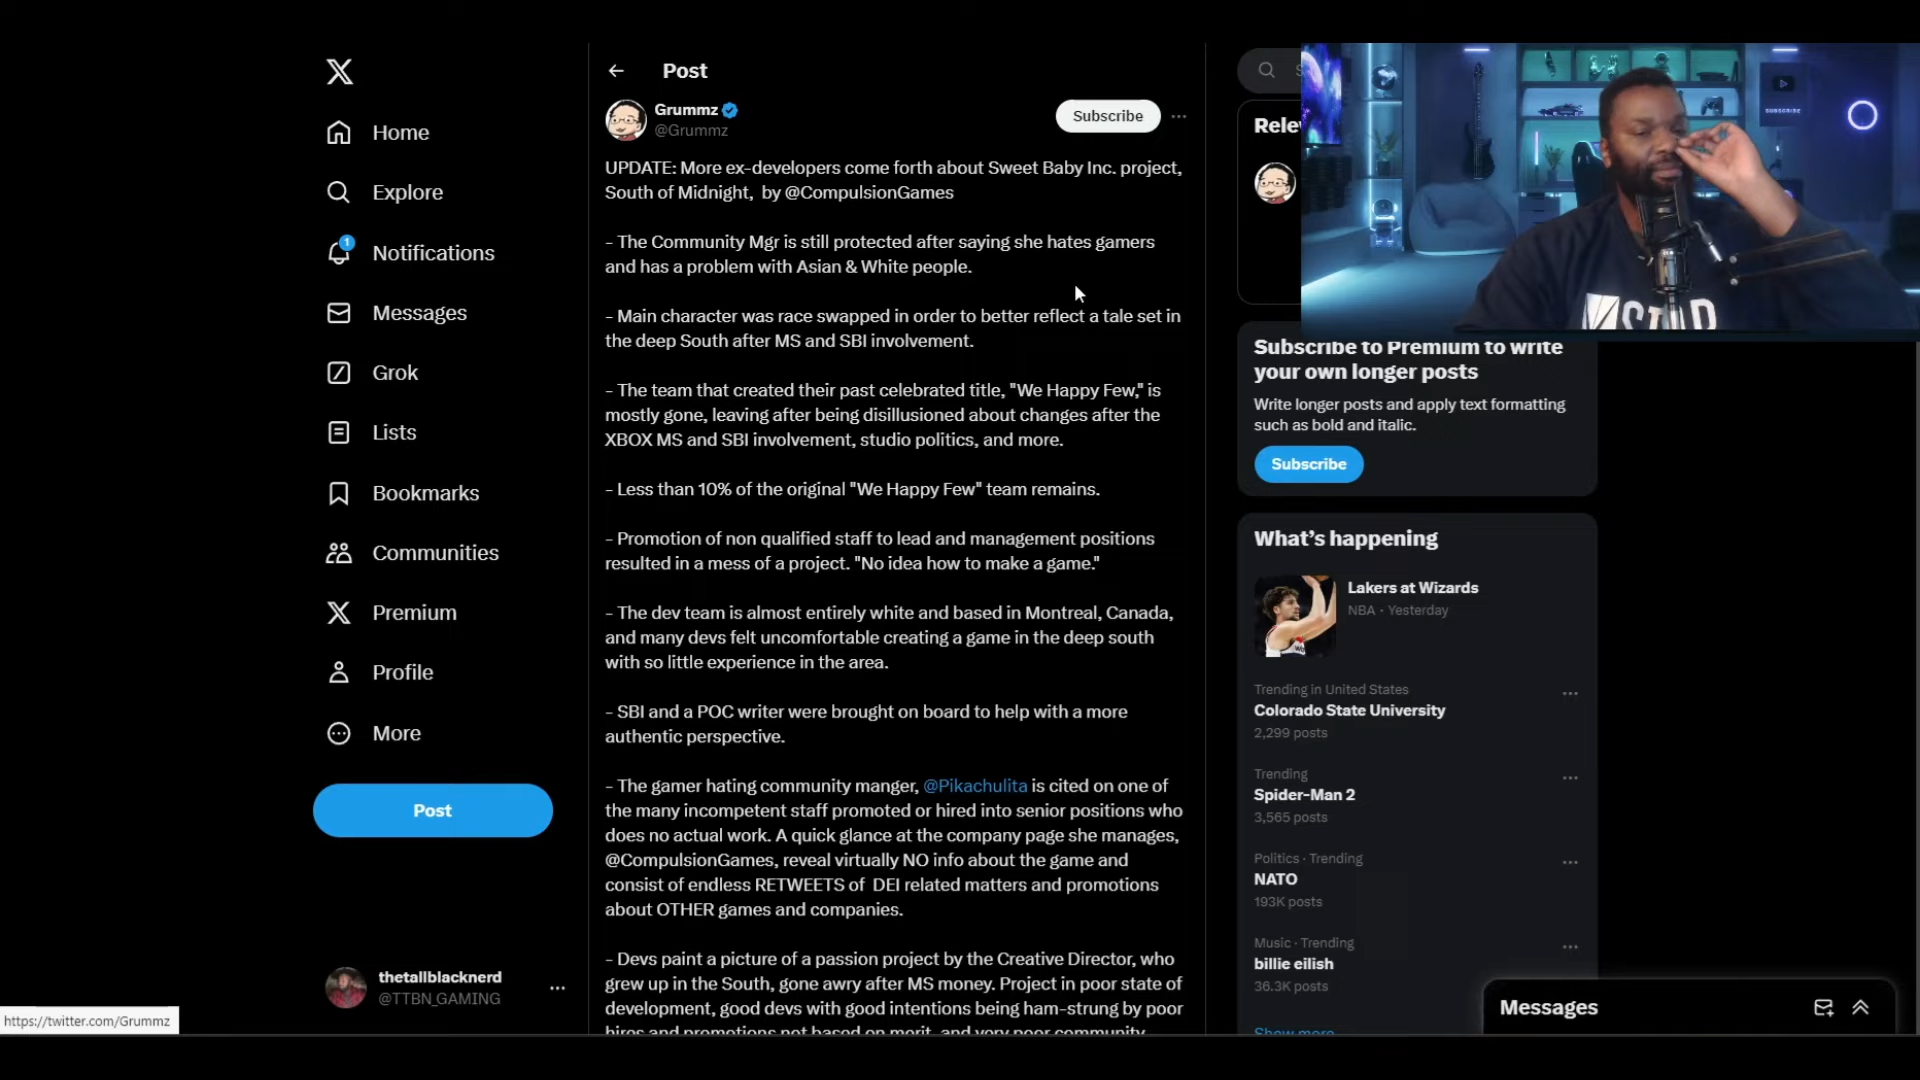 Home
Explore
1
Notifications
Messages
Grok
Lists
Bookmarks
Communities
Premium
Profile
More
Post
thetallblacknerd
@TTBN_GAMING
https://twitter.com/Grummz
Post
Grummz
@Grummz
Subscribe
UPDATE: More ex-developers come forth about Sweet Baby Inc. project,
South of Midnight, by @CompulsionGames
- The Community Mgr is still protected after saying she hates gamers
and has a problem with Asian & White people.
- Main character was race swapped in order to better reflect a tale set in
the deep South after MS and SBI involvement.
- The team that created their past celebrated title, "We Happy Few," is
mostly gone, leaving after being disillusioned about changes after the
XBOX MS and SBI involvement, studio politics, and more.
- Less than 10% of the original "We Happy Few" team remains.
- Promotion of non qualified staff to lead and management positions
resulted in a mess of a project. "No idea how to make a game."
- The dev team is almost entirely white and based in Montreal, Canada,
and many devs felt uncomfortable creating a game in the deep south
with so little experience in the area.
- SBI and a POC writer were brought on board to help with a more
authentic perspective.
- The gamer hating community manger, @Pikachulita is cited on one of
the many incompetent staff promoted or hired into senior positions who
does no actual work. A quick glance at the company page she manages,
@CompulsionGames, reveal virtually NO info about the game and
consist of endless RETWEETS of DEI related matters and promotions
about OTHER games and companies.
- Devs paint a picture of a passion project by the Creative Director, who
grew up in the South, gone awry after MS money. Project in poor state of
development, good devs with good intentions being ham-strung by poor
hires and promotions not based on merit, and very poor community
Rele
SUBSCRIBE
Subscribe to Premium to write
your own longer posts
Write longer posts and apply text formatting
such as bold and italic.
Subscribe
What's happening
Lakers at Wizards
NBA · Yesterday
Trending in United States
Colorado State University
2,299 posts
Trending
Spider-Man 2
3,565 posts
Politics · Trending
NATO
193K posts
Music · Trending
billie eilish
36.3K posts
Show more
Messages